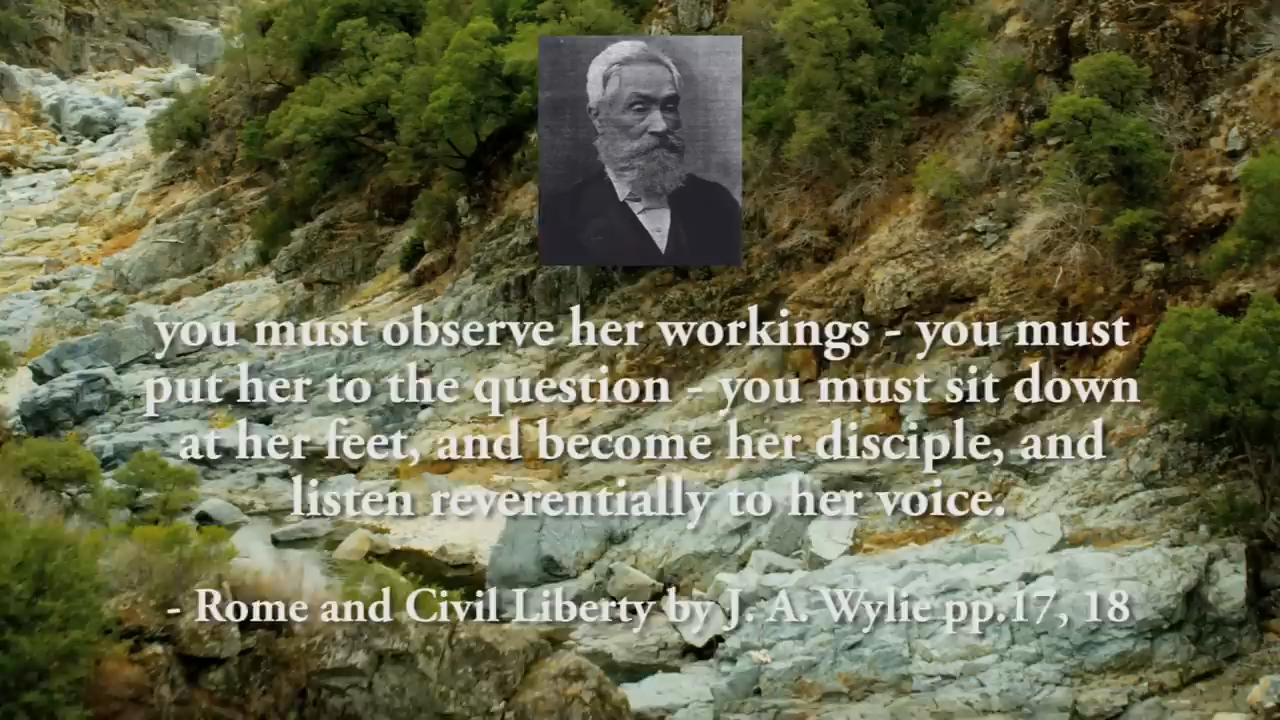 you must observe her workings - you must
put her to the question - you must sit down
at her feet, and become her disciple, and
listen reverentially to her voice.
- Rome and Civil Liberty by J. A. Wylie pp.17, 18